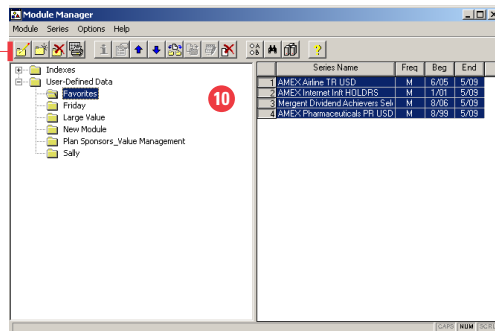 Module Manager
Module Series Options Help
Indexes
User-Defined Data
Favorites
Friday
Large Value
New Module
Plan Sponsors_Value Management
Sally
10
Series Name Freq Beg End
1 AMEX Airline TR USD M 6/05 5/09
2 AMEX Internet Inft HOLDRS M 1/01 5/09
3 Mergent Dividend Achievers Sel M 8/06 5/09
4 AMEX Pharmaceuticals PR USD M 8/99 5/09
CAPS NUM SCRL